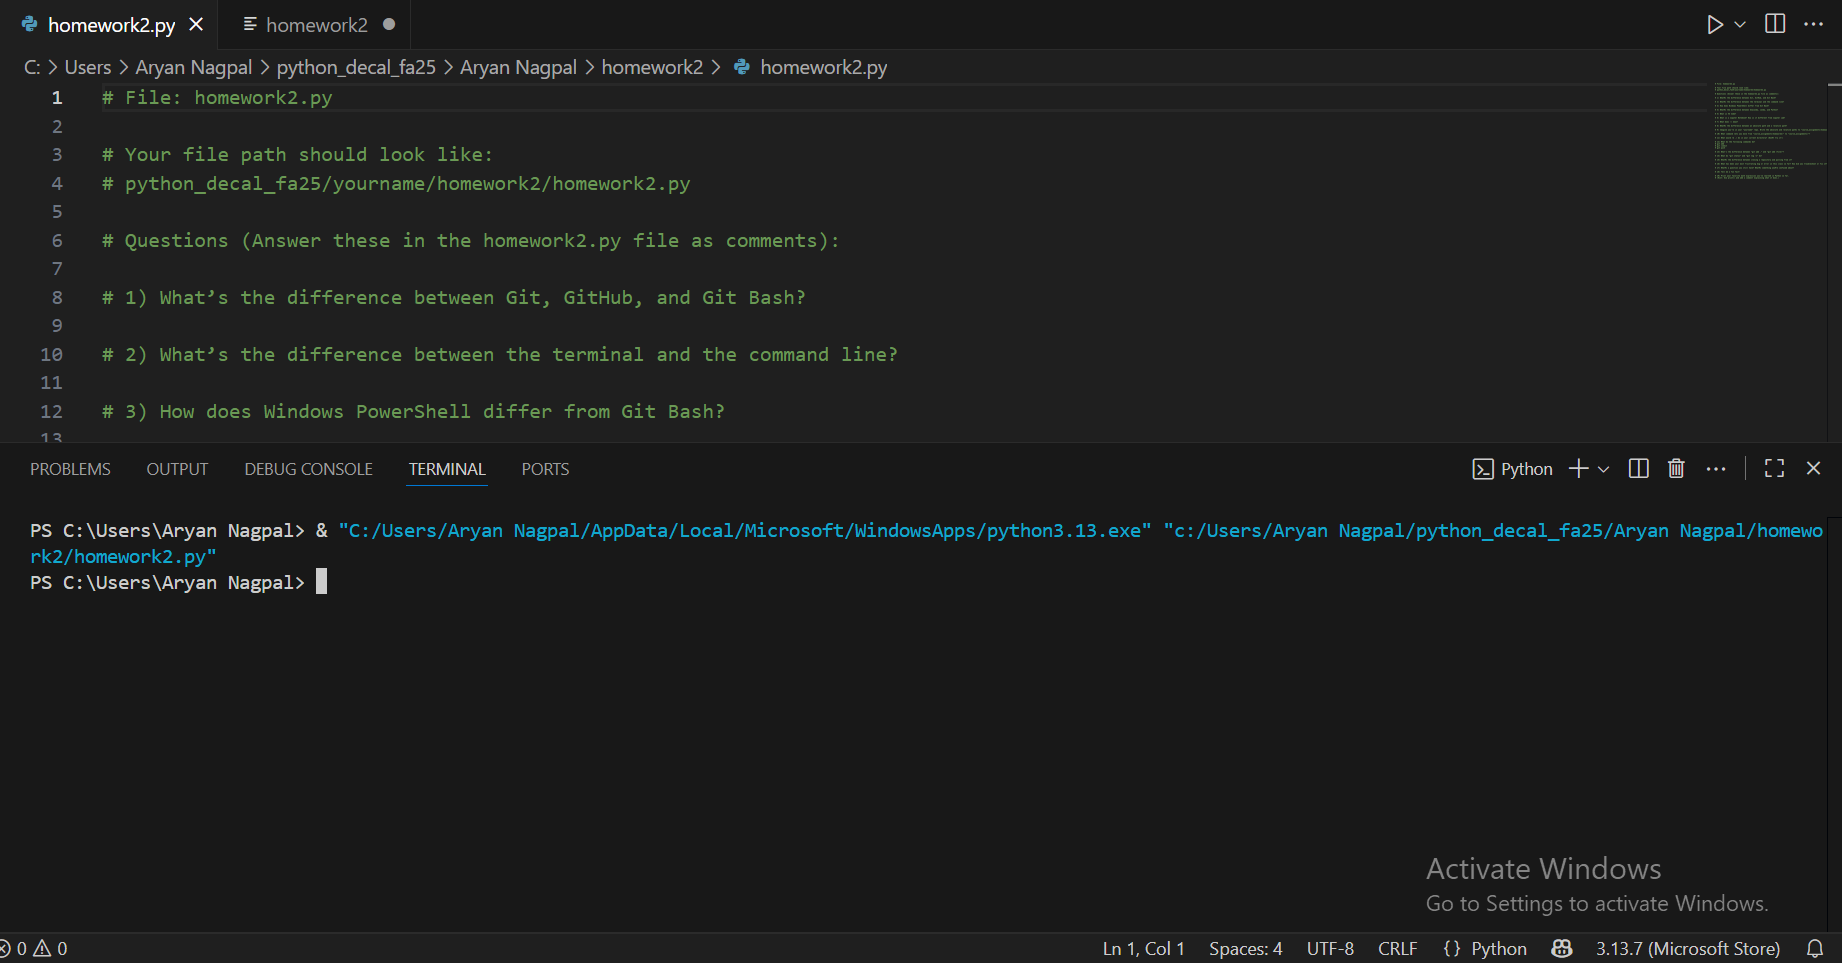 homework2.py
homework2
C: > Users > Aryan Nagpal > python_decal_fa25 > Aryan Nagpal > homework2 > homework2.py
1 # File: homework2.py
2
3 # Your file path should look like:
4 # python_decal_fa25/yourname/homework2/homework2.py
5
6 # Questions (Answer these in the homework2.py file as comments):
7
8 # 1) What’s the difference between Git, GitHub, and Git Bash?
9
10 # 2) What’s the difference between the terminal and the command line?
11
12 # 3) How does Windows PowerShell differ from Git Bash?
13
PROBLEMS OUTPUT DEBUG CONSOLE TERMINAL PORTS Python
PS C:\Users\Aryan Nagpal> & "C:/Users/Aryan Nagpal/AppData/Local/Microsoft/WindowsApps/python3.13.exe" "c:/Users/Aryan Nagpal/python_decal_fa25/Aryan Nagpal/homewo
rk2/homework2.py"
PS C:\Users\Aryan Nagpal>
Activate Windows
Go to Settings to activate Windows.
0 0 Ln 1, Col 1 Spaces: 4 UTF-8 CRLF {} Python 3.13.7 (Microsoft Store)